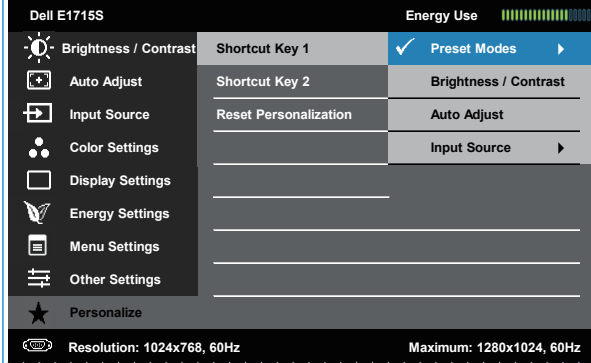 Dell E1715S Energy Use
Brightness / Contrast Shortcut Key 1 Preset Modes
Auto Adjust Shortcut Key 2 Brightness / Contrast
Input Source Reset Personalization Auto Adjust
Color Settings Input Source
Display Settings
Energy Settings
Menu Settings
Other Settings
Personalize
Resolution: 1024x768, 60Hz Maximum: 1280x1024, 60Hz